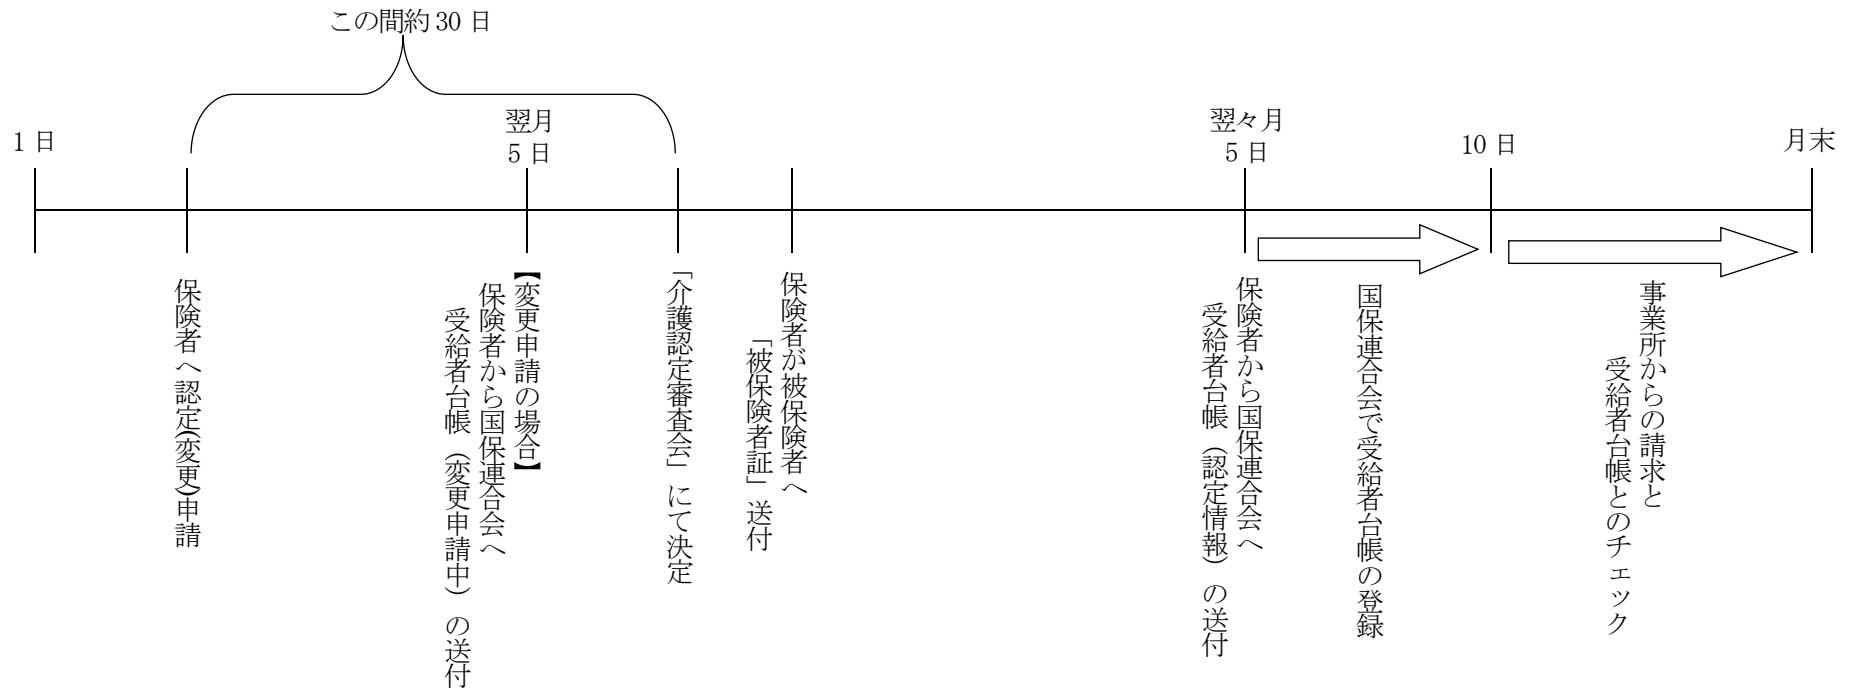 この間約30日
1日
翌月
5日
翌々月
5日
10日
月末
保険者へ認定(変更)申請
【変更申請の場合】
保険者から国保連合会へ
受給者台帳（変更申請中）の送付
「介護認定審査会」にて決定
保険者が被保険者へ
「被保険者証」送付
保険者から国保連合会へ
受給者台帳（認定情報）の送付
国保連合会で受給者台帳の登録
事業所からの請求と
受給者台帳とのチェック